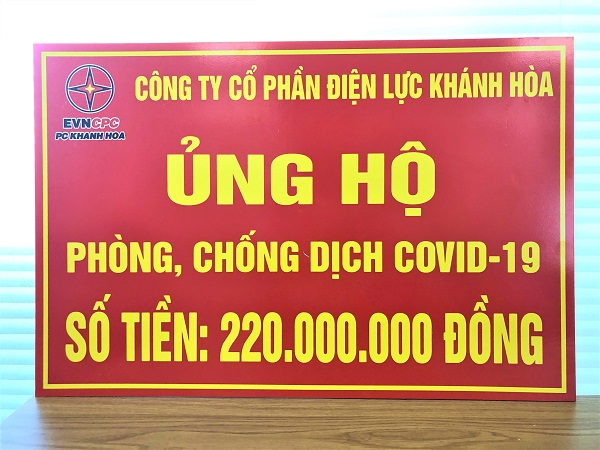 CÔNG TY CỔ PHẦN ĐIỆN LỰC KHÁNH HÒA
EVNCPC
PC KHANH HOA
ỦNG HỘ
PHÒNG, CHỐNG DỊCH COVID-19
SỐ TIỀN: 220.000.000 ĐỒNG